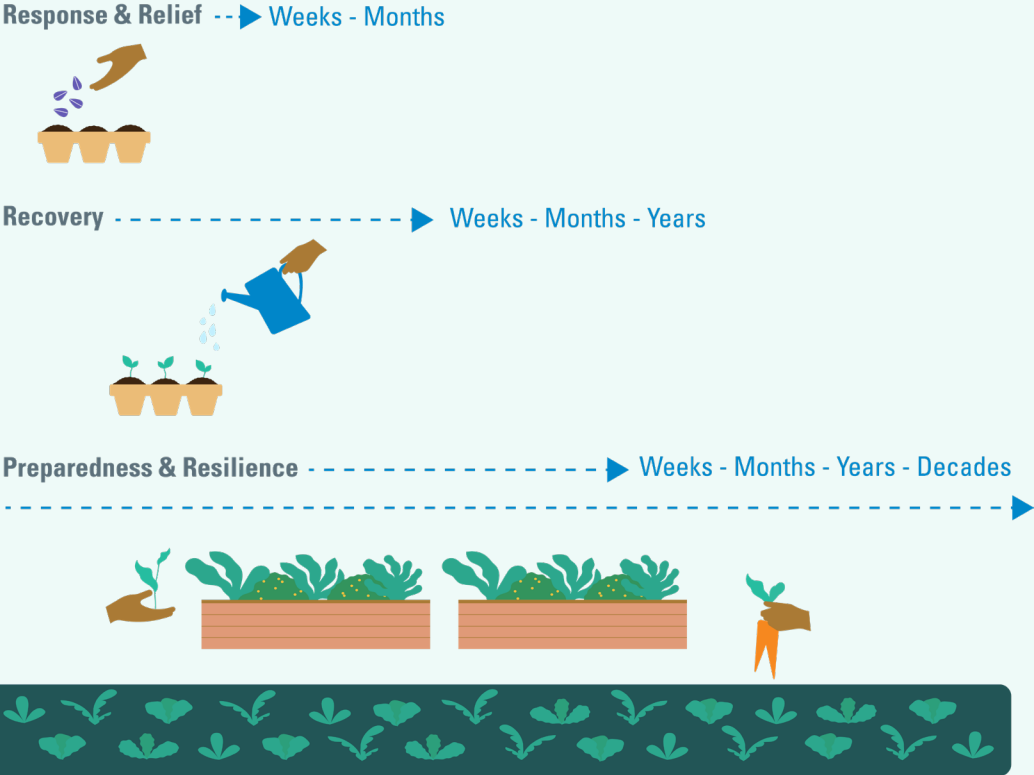 Response & Relief Weeks - Months
Recovery Weeks - Months - Years
Preparedness & Resilience Weeks - Months - Years - Decades